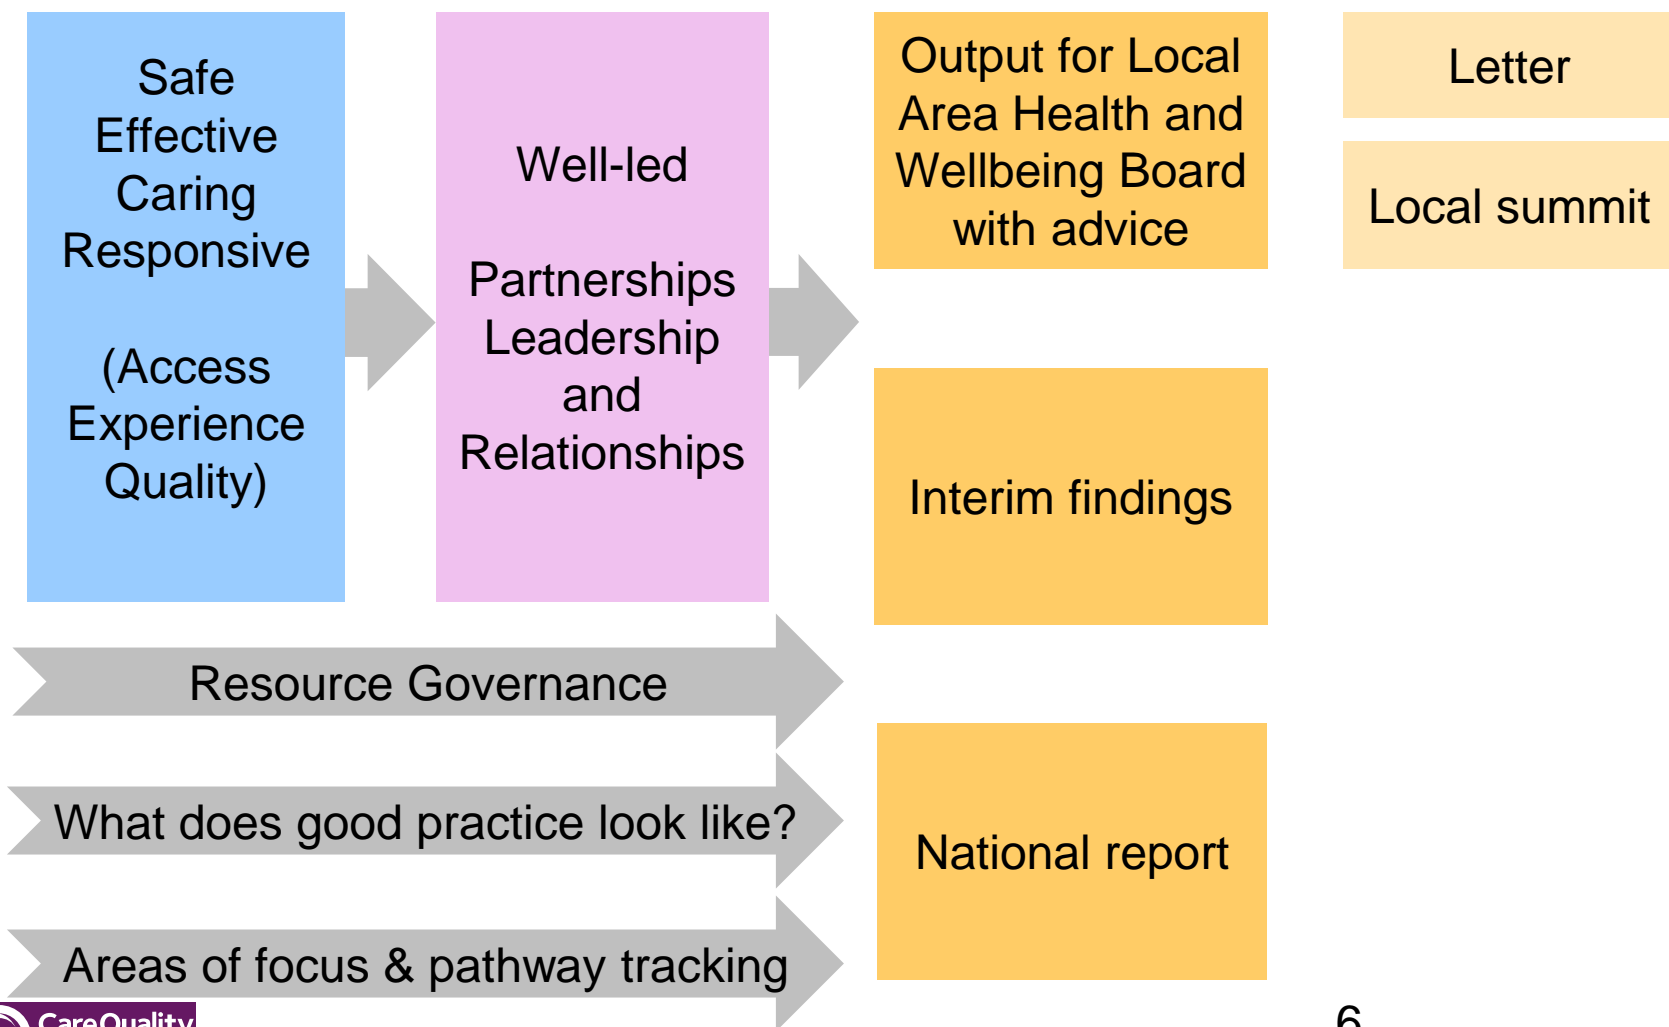 Safe
Effective
Caring
Responsive
(Access
Experience
Quality)
Well-led
Partnerships
Leadership
and
Relationships
Output for Local
Area Health and
Wellbeing Board
with advice
Letter
Local summit
Interim findings
National report
Resource Governance
What does good practice look like?
Areas of focus & pathway tracking
CareQuality
6